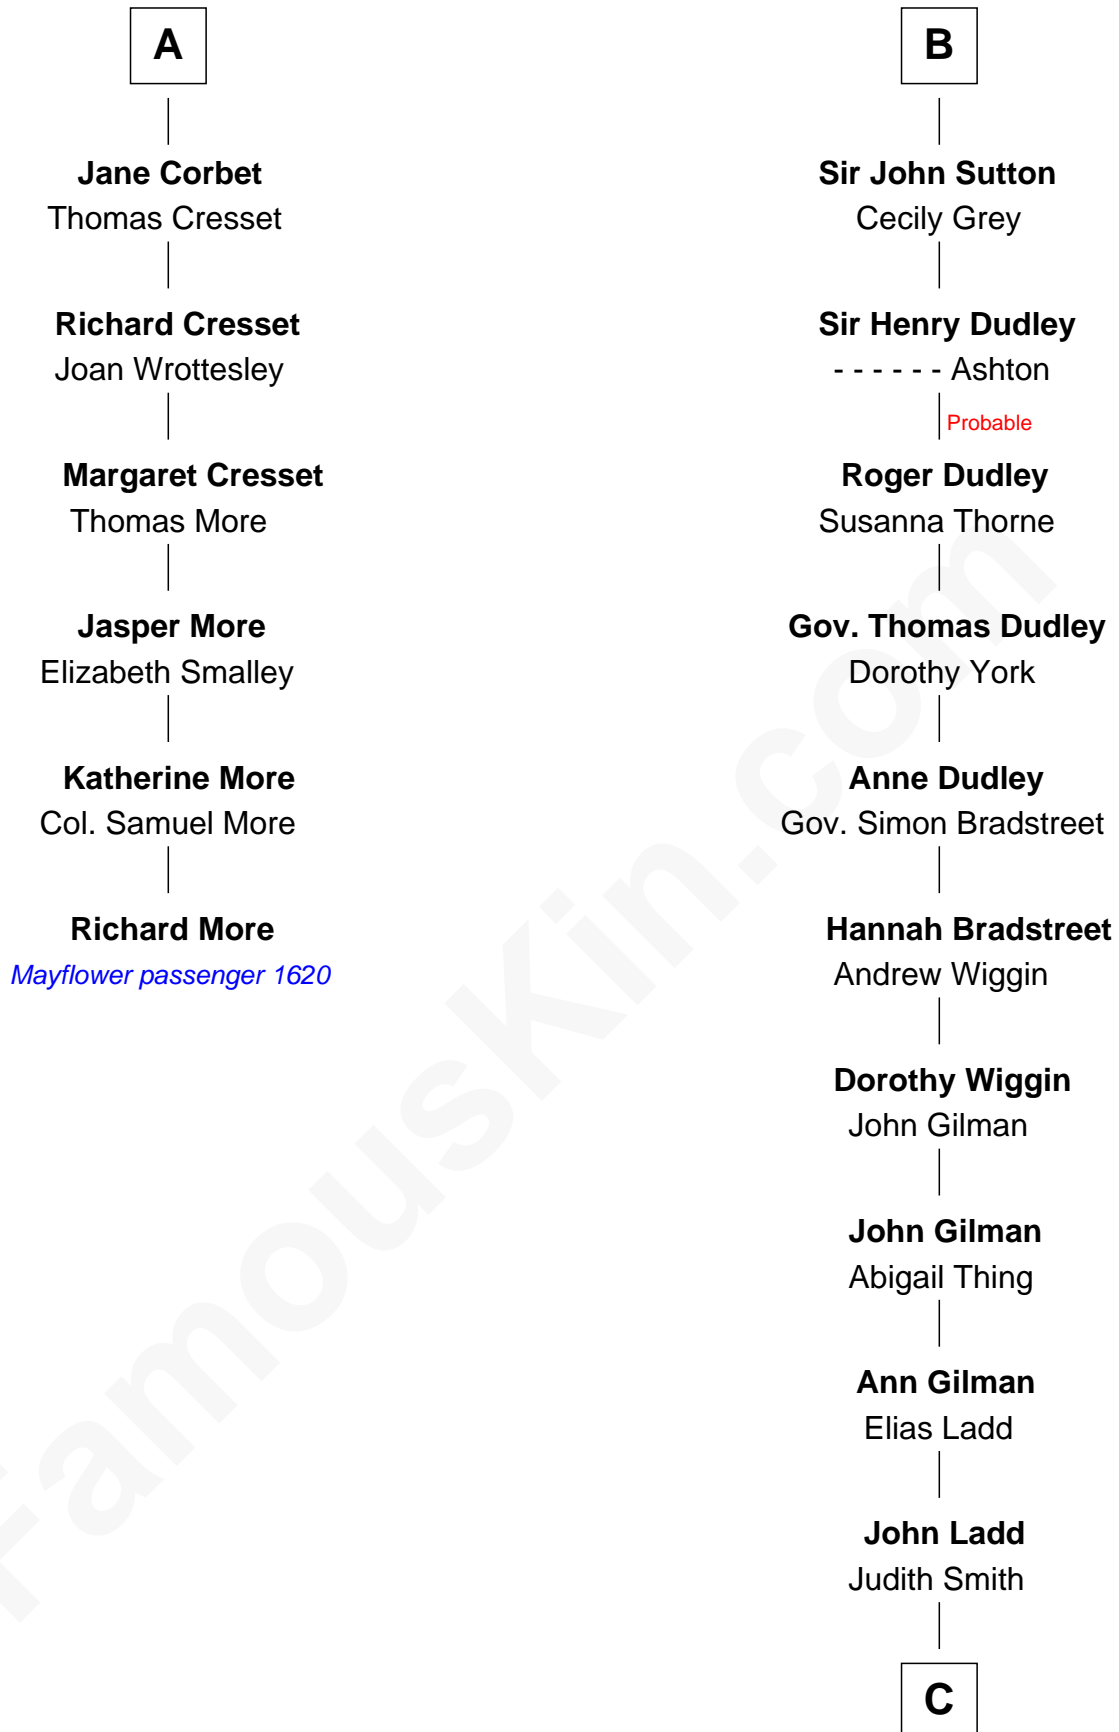 A
Jane Corbet
Thomas Cresset
Richard Cresset
Joan Wrottesley
Margaret Cresset
Thomas More
Jasper More
Elizabeth Smalley
Katherine More
Col. Samuel More
Richard More
Mayflower passenger 1620
B
Sir John Sutton
Cecily Grey
Sir Henry Dudley
- - - - - - Ashton
Probable
Roger Dudley
Susanna Thorne
Gov. Thomas Dudley
Dorothy York
Anne Dudley
Gov. Simon Bradstreet
Hannah Bradstreet
Andrew Wiggin
Dorothy Wiggin
John Gilman
John Gilman
Abigail Thing
Ann Gilman
Elias Ladd
John Ladd
Judith Smith
C
FamousKin.com